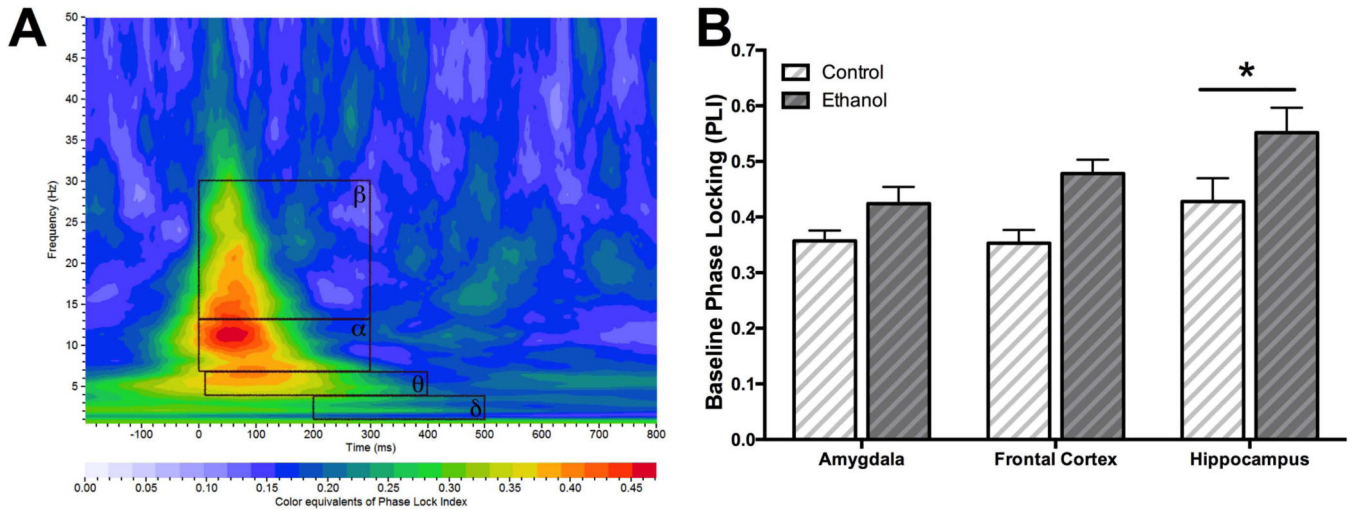 A
50
45
40
35
30
25
20
15
10
5
Frequency (Hz)
β
α
θ
δ
-100 0 100 200 300 400 500 600 700 800
Time (ms)
0.00 0.05 0.10 0.15 0.20 0.25 0.30 0.35 0.40 0.45
Color equivalents of Phase Lock Index
B
0.7
0.6
0.5
0.4
0.3
0.2
0.1
0.0
Baseline Phase Locking (PLI)
Control
Ethanol
*
Amygdala Frontal Cortex Hippocampus